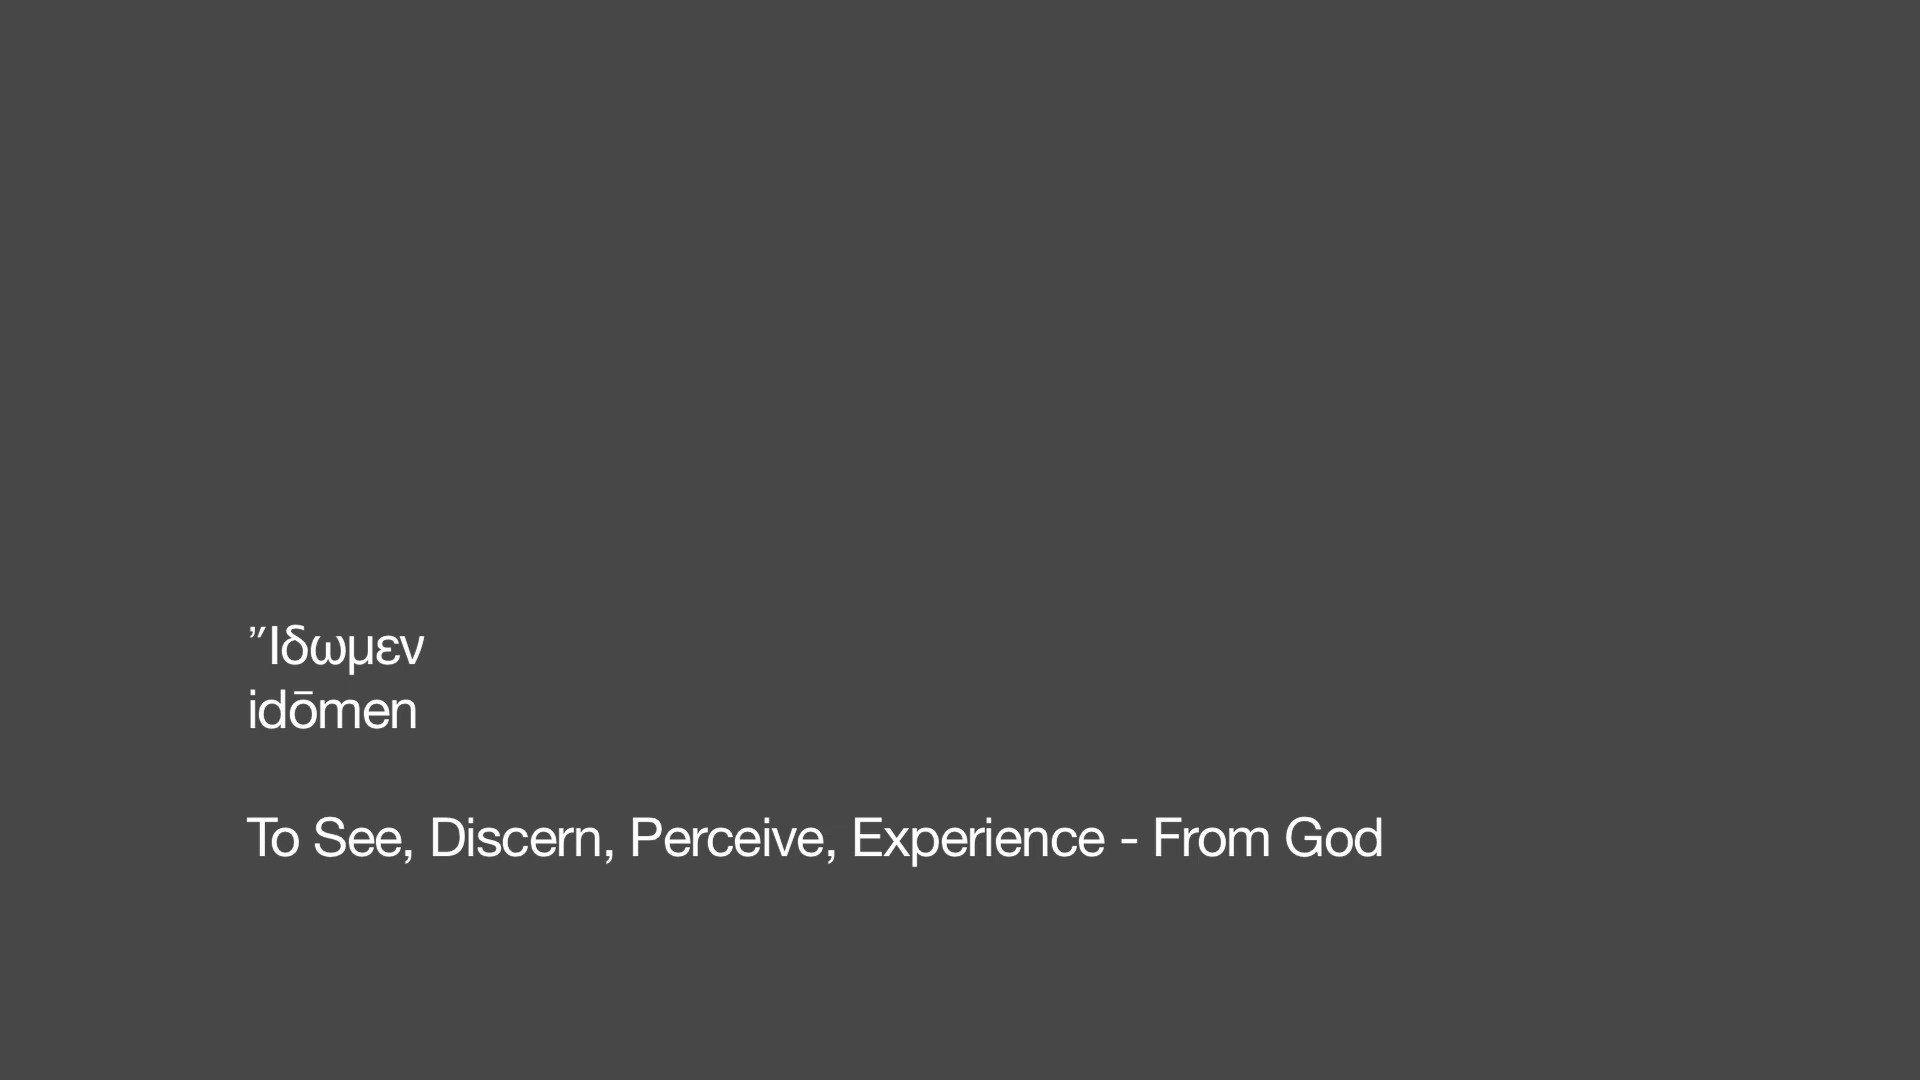 Ἴδωμεν
idōmen
To See, Discern, Perceive, Experience - From God